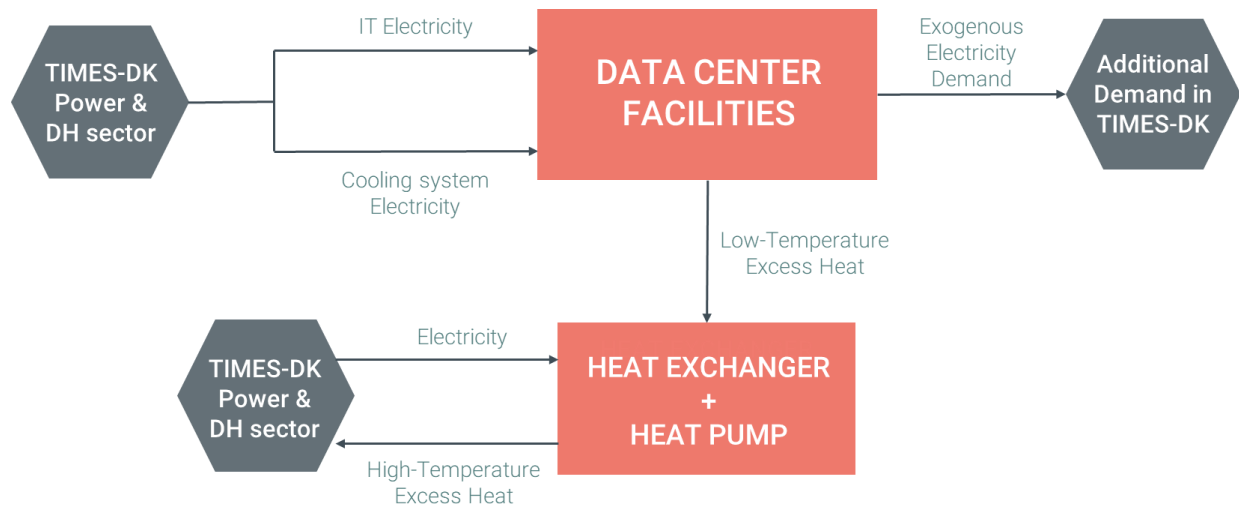 TIMES-DK
Power &
DH sector
IT Electricity
Cooling system
Electricity
DATA CENTER
FACILITIES
Exogenous
Electricity
Demand
Additional
Demand in
TIMES-DK
Low-Temperature
Excess Heat
TIMES-DK
Power &
DH sector
Electricity
High-Temperature
Excess Heat
HEAT EXCHANGER
+
HEAT PUMP